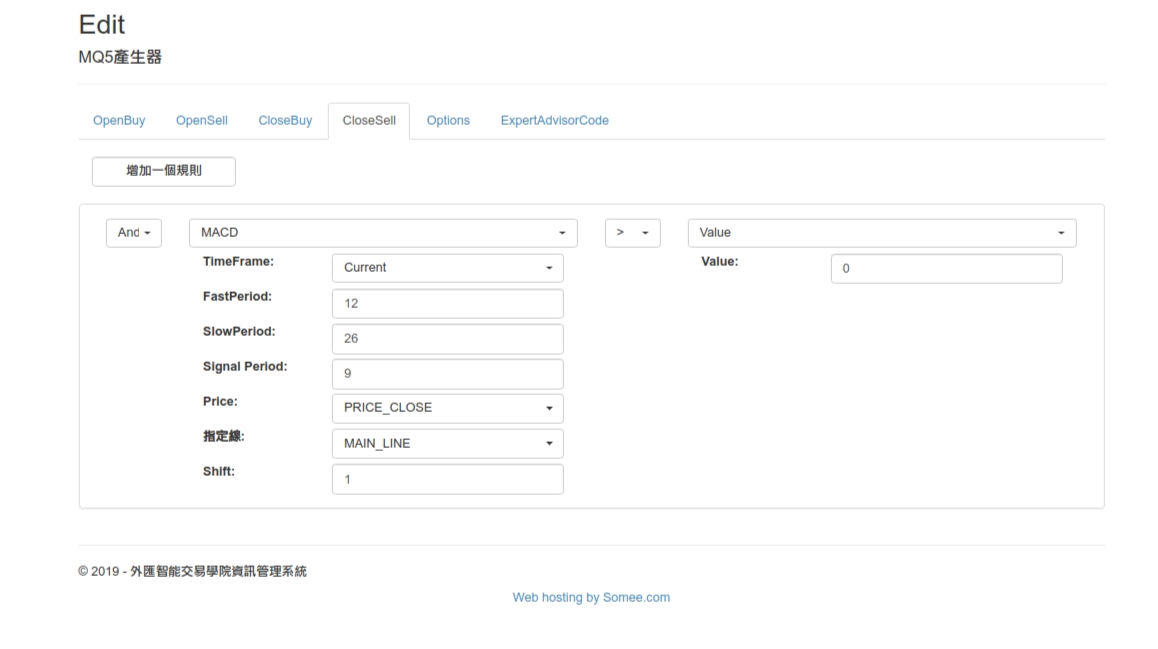 Edit
MQ5產生器
OpenBuy OpenSell CloseBuy CloseSell Options ExpertAdvisorCode
增加一個規則
And MACD > Value
TimeFrame: Current Value: 0
FastPeriod: 12
SlowPeriod: 26
Signal Period: 9
Price: PRICE_CLOSE
指定線: MAIN_LINE
Shift: 1
© 2019 - 外匯智能交易學院資訊管理系統
Web hosting by Somee.com